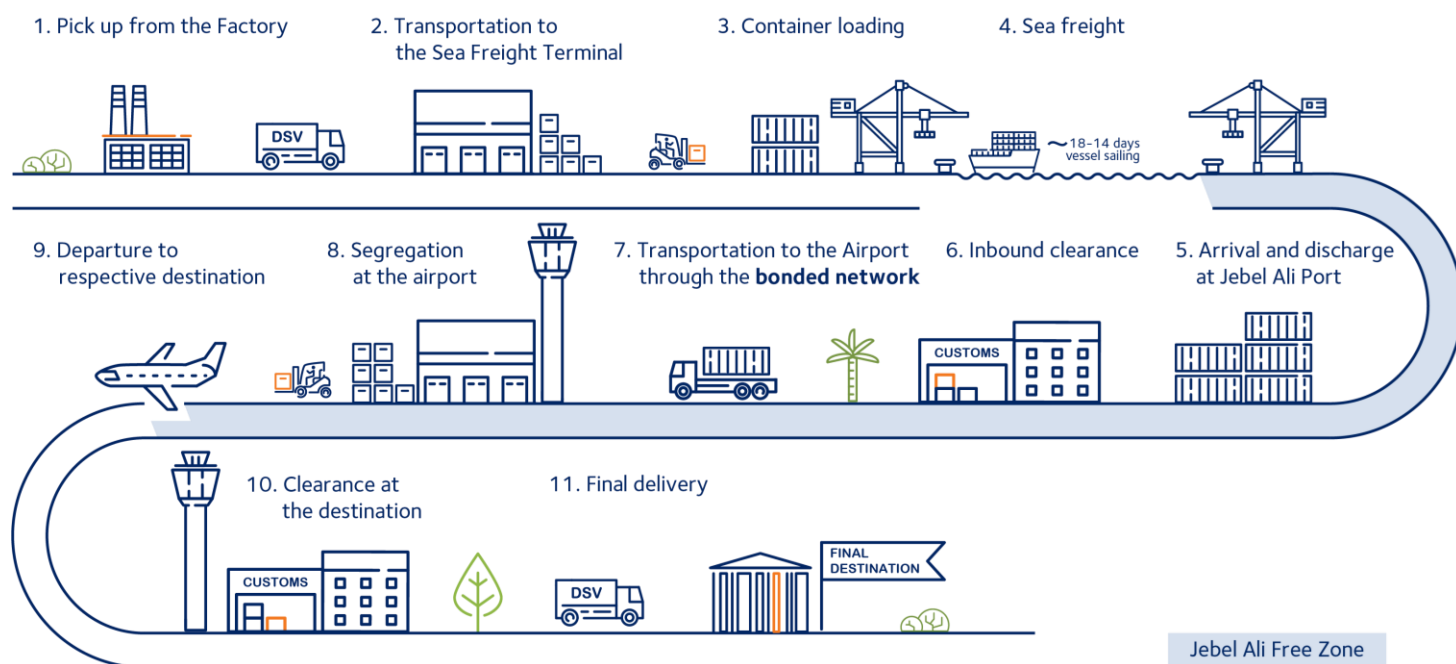 1. Pick up from the Factory
2. Transportation to
the Sea Freight Terminal
3. Container loading
4. Sea freight
DSV
~18-14 days
vessel sailing
5. Arrival and discharge
at Jebel Ali Port
6. Inbound clearance
CUSTOMS
7. Transportation to the Airport
through the bonded network
8. Segregation
at the airport
9. Departure to
respective destination
10. Clearance at
the destination
CUSTOMS
11. Final delivery
DSV
FINAL
DESTINATION
Jebel Ali Free Zone